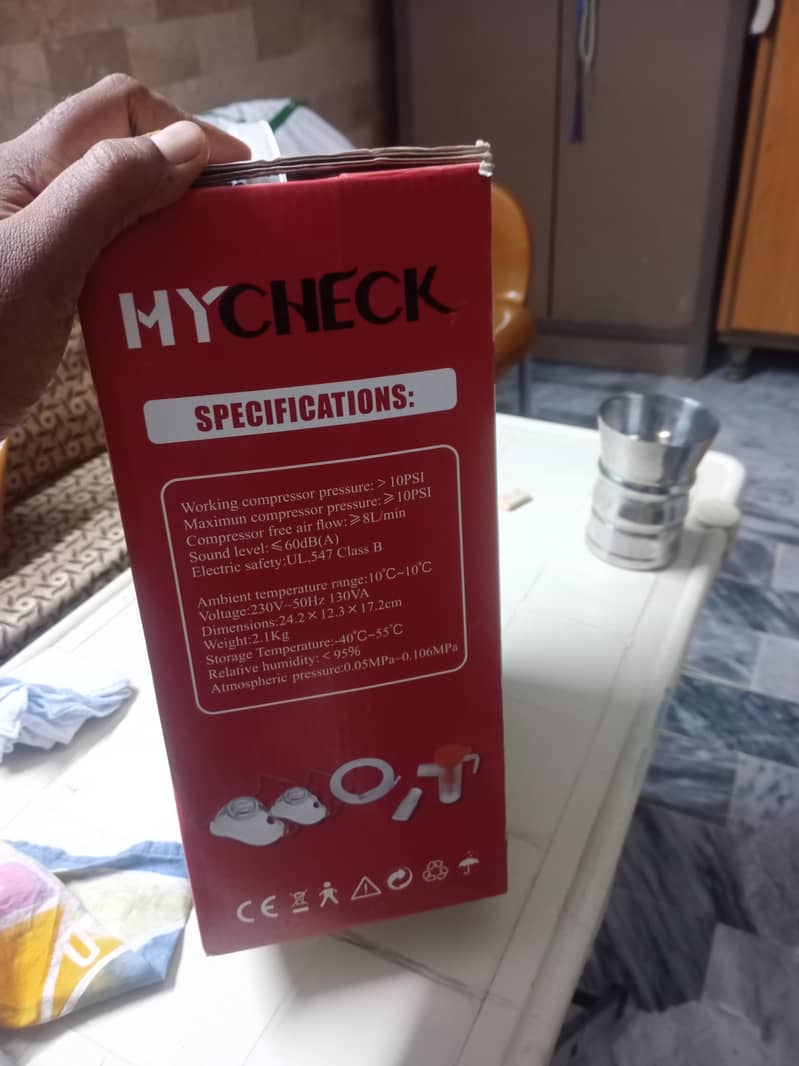 MYCHECK
SPECIFICATIONS:
Working compressor pressure: > 10PSI
Maximun compressor pressure: ⩾10PSI
Compressor free air flow: ⩾8L/min
Sound level: ⩽60dB(A)
Electric safety:UL,547 Class B
Ambient temperature range:10°C~10°C
Voltage:230V~50Hz 130VA
Dimensions:24.2×12.3×17.2cm
Weight:2.1Kg
Storage Temperature:-40°C~55°C
Relative humidity: < 95%
Atmospheric pressure:0.05MPa~0.106MPa
CE